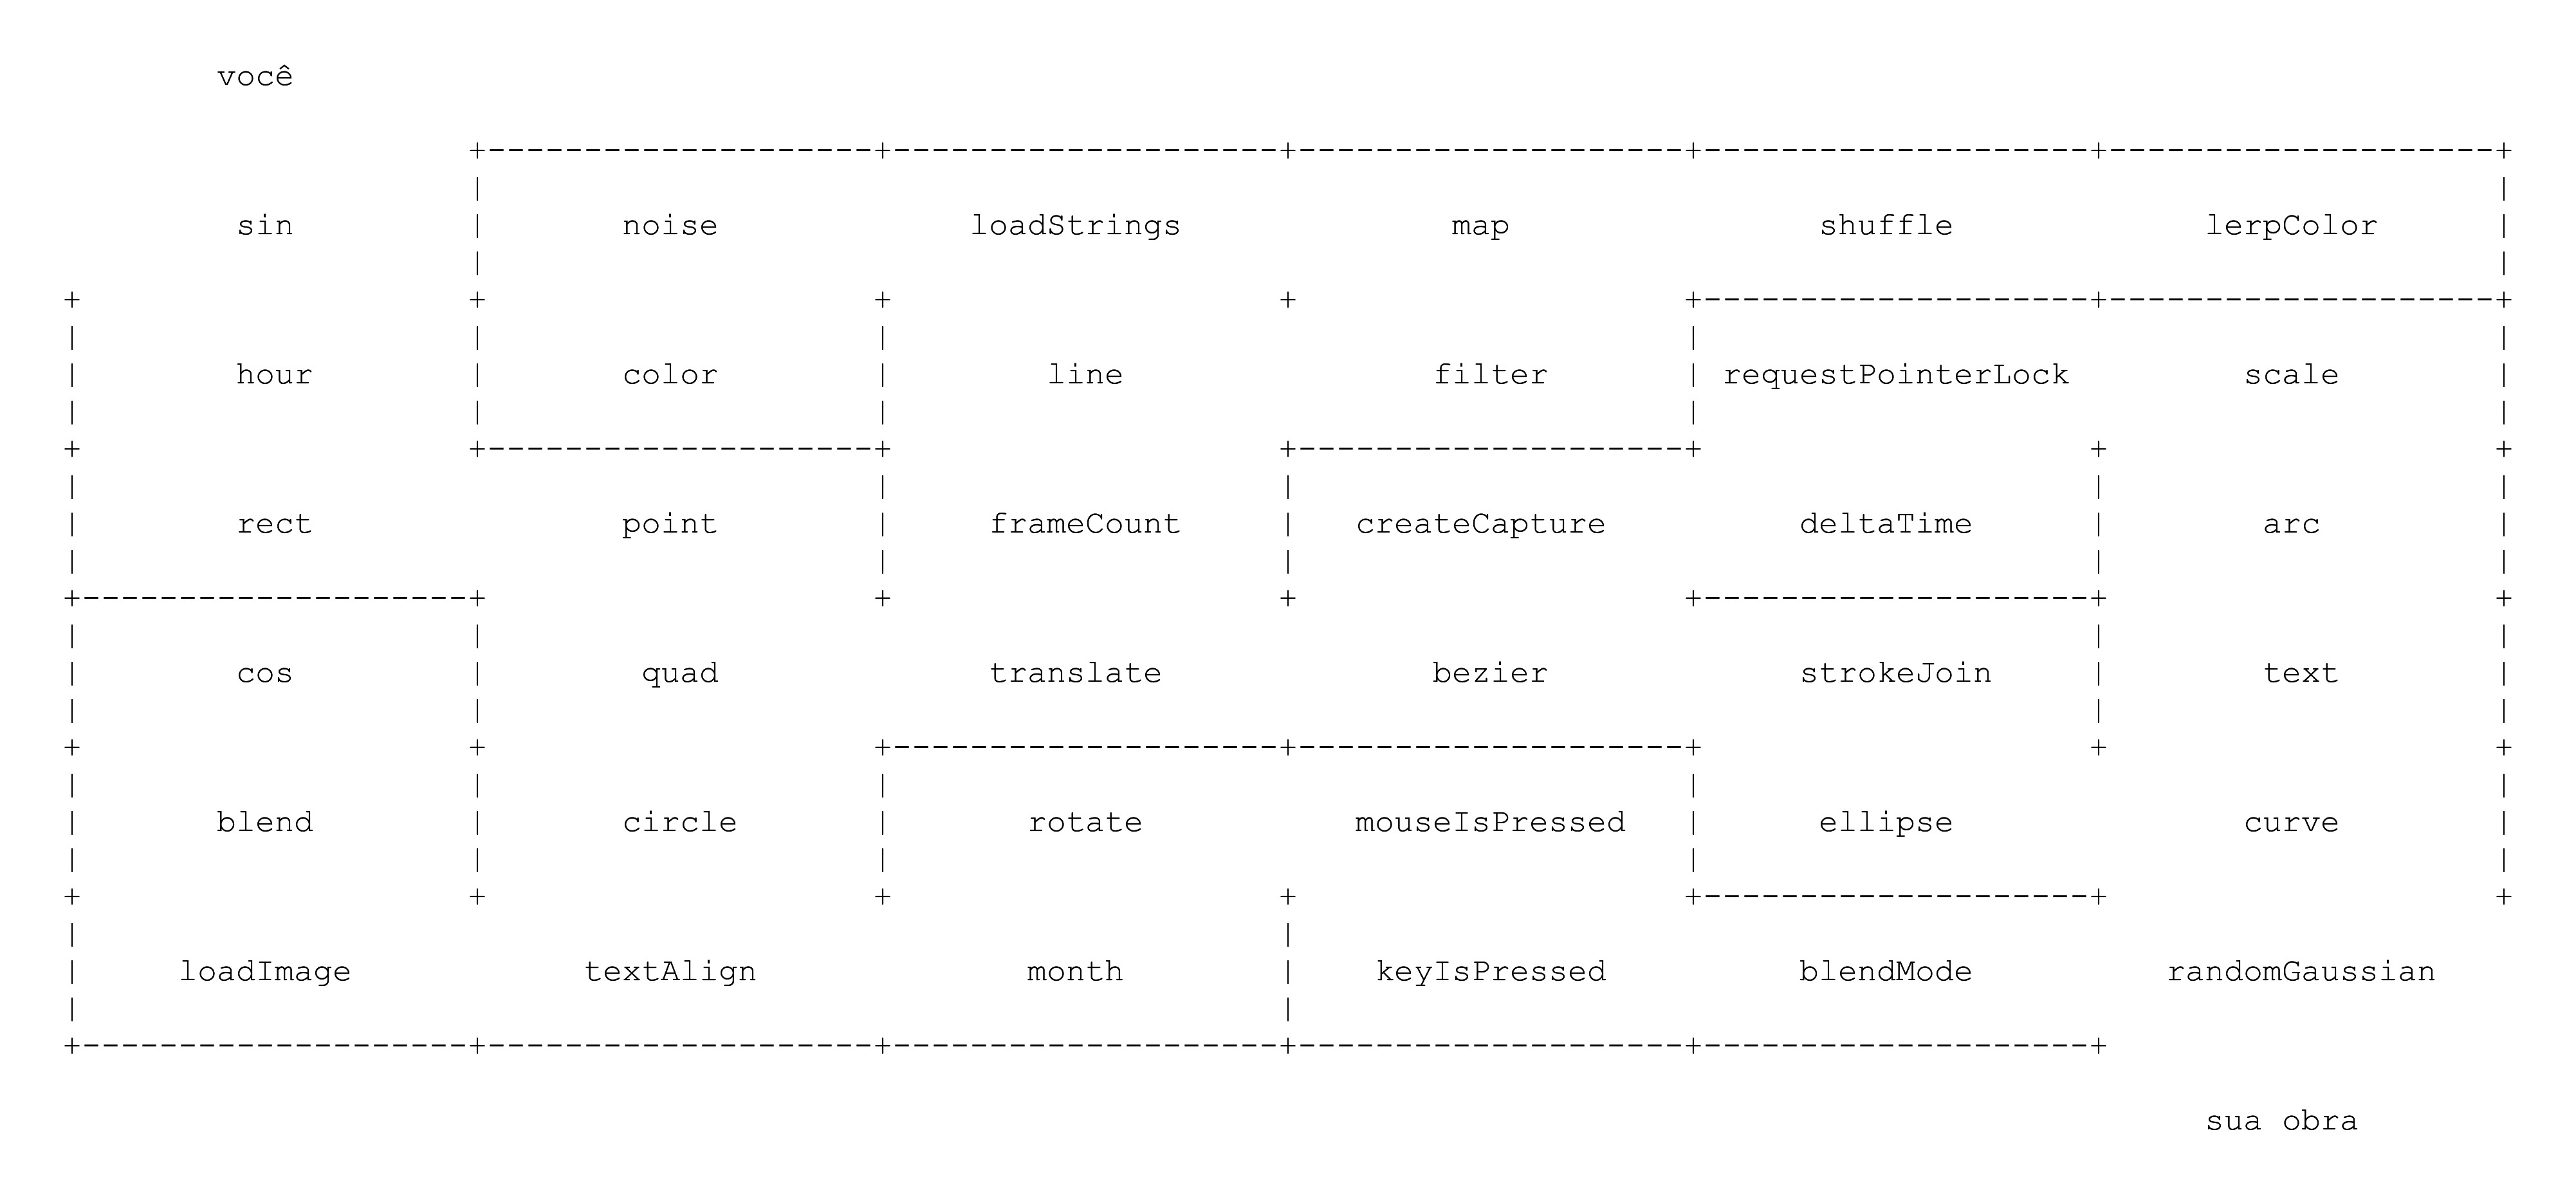 você
sin noise loadStrings map shuffle lerpColor
hour color line filter requestPointerLock scale
rect point frameCount createCapture deltaTime arc
cos quad translate bezier strokeJoin text
blend circle rotate mouseIsPressed ellipse curve
loadImage textAlign month keyIsPressed blendMode randomGaussian
sua obra